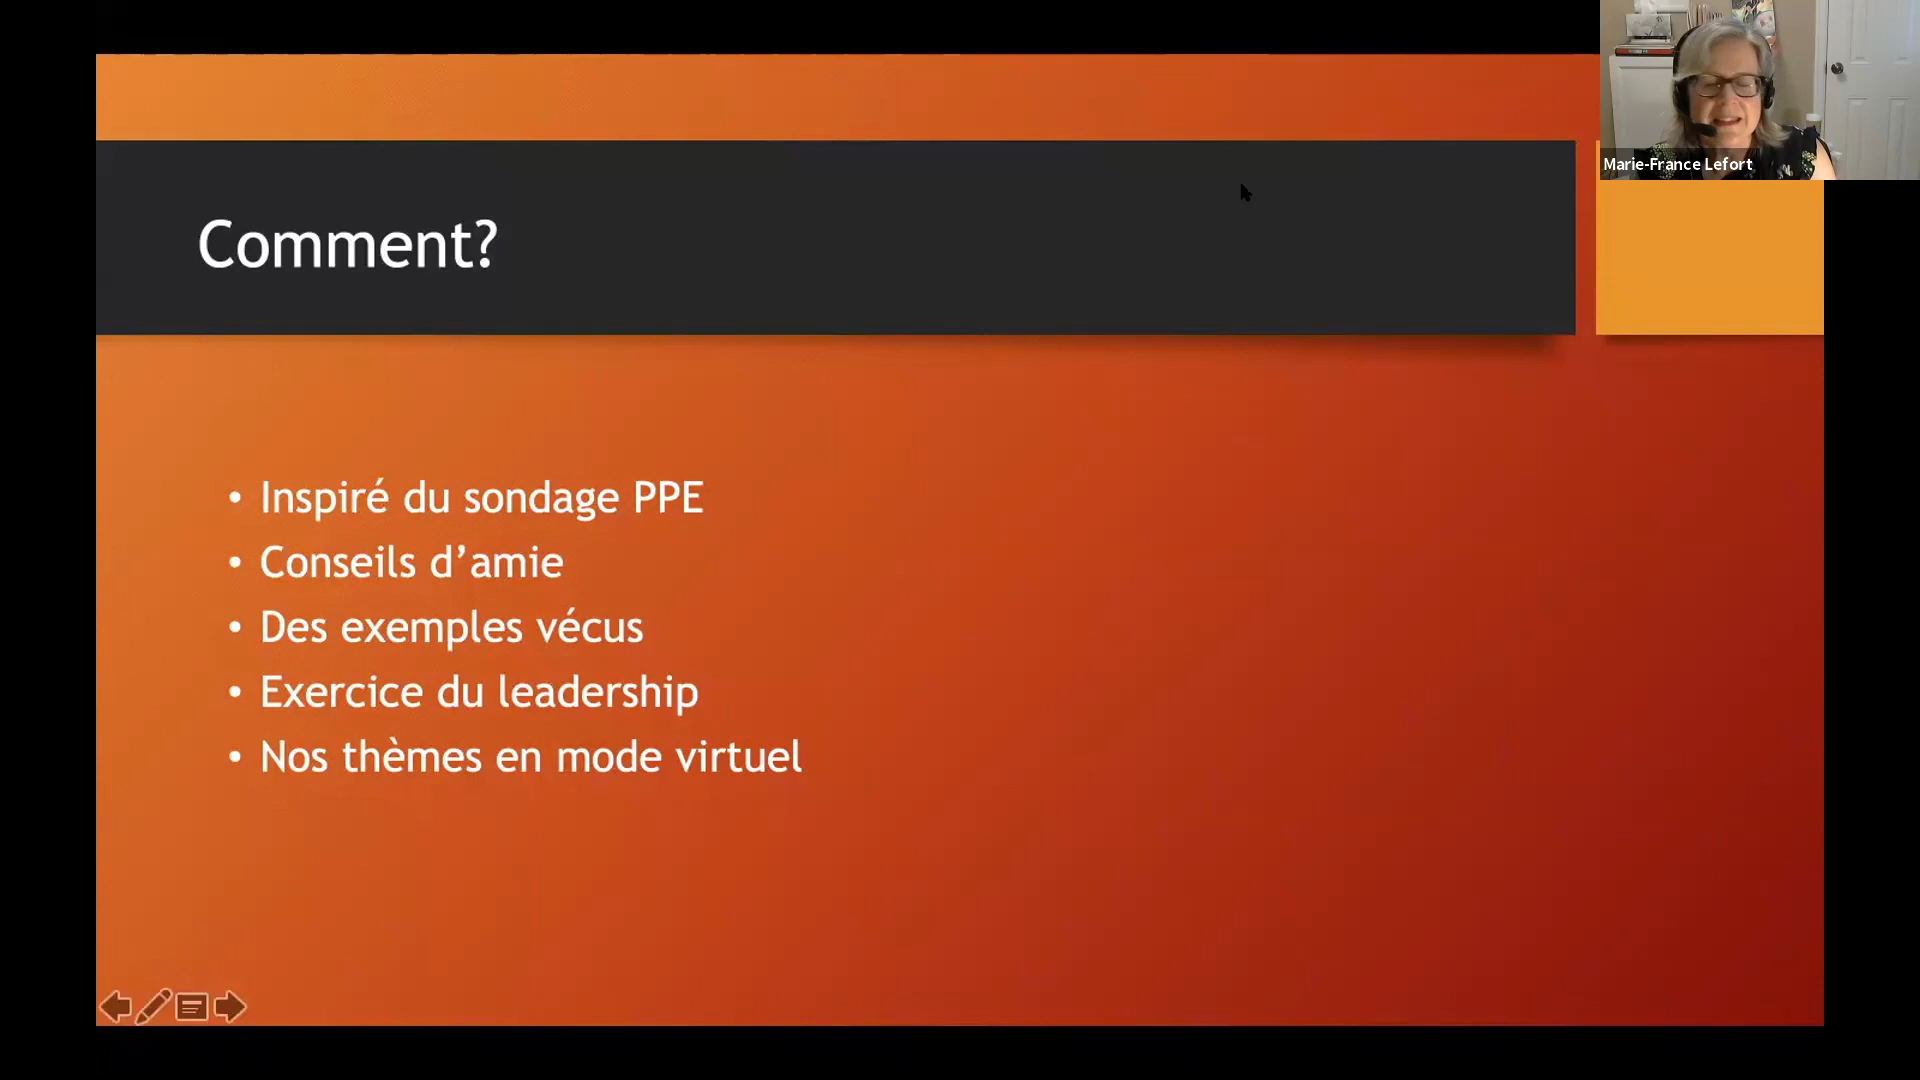 Marie-France Lefort
Comment?
• Inspiré du sondage PPE
• Conseils d’amie
• Des exemples vécus
• Exercice du leadership
• Nos thèmes en mode virtuel